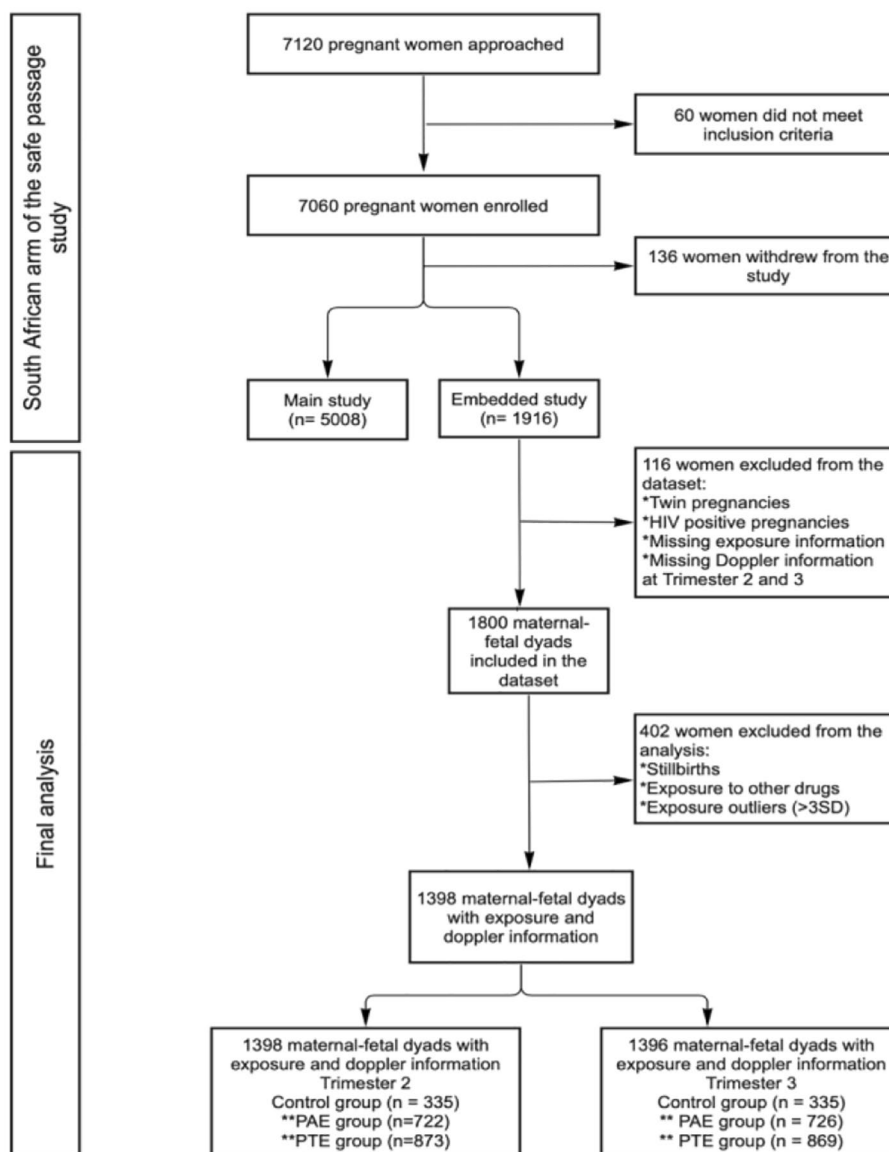 South African arm of the safe passage
study
7120 pregnant women approached
60 women did not meet
inclusion criteria
7060 pregnant women enrolled
136 women withdrew from the
study
Main study
(n= 5008)
Embedded study
(n= 1916)
Final analysis
116 women excluded from the
dataset:
*Twin pregnancies
*HIV positive pregnancies
*Missing exposure information
*Missing Doppler information
at Trimester 2 and 3
1800 maternal-
fetal dyads
included in the
dataset
402 women excluded from the
analysis:
*Stillbirths
*Exposure to other drugs
*Exposure outliers (>3SD)
1398 maternal-fetal dyads
with exposure and
doppler information
1398 maternal-fetal dyads with
exposure and doppler information
Trimester 2
Control group (n = 335)
**PAE group (n=722)
**PTE group (n=873)
1396 maternal-fetal dyads with
exposure and doppler information
Trimester 3
Control group (n = 335)
** PAE group (n = 726)
** PTE group (n = 869)